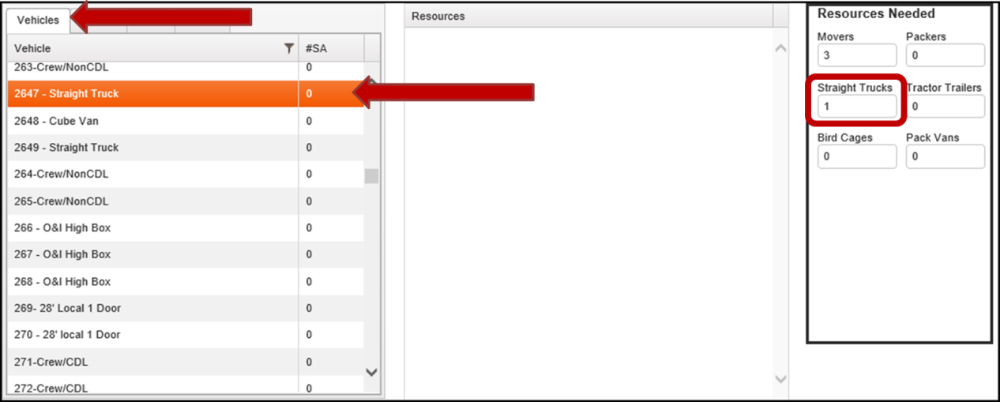 Vehicles
Vehicle #SA
263-Crew/NonCDL 0
2647 - Straight Truck 0
2648 - Cube Van 0
2649 - Straight Truck 0
264-Crew/NonCDL 0
265-Crew/NonCDL 0
266 - O&I High Box 0
267 - O&I High Box 0
268 - O&I High Box 0
269- 28' Local 1 Door 0
270 - 28' local 1 Door 0
271-Crew/CDL 0
272-Crew/CDL 0
Resources
Resources Needed
Movers Packers
3 0
Straight Trucks Tractor Trailers
1 0
Bird Cages Pack Vans
0 0